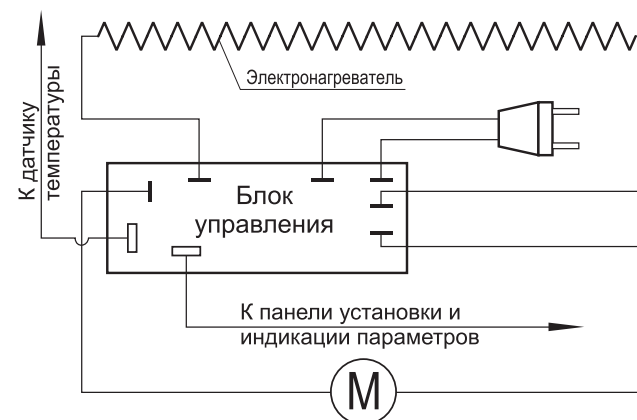 Электронагреватель
К датчику
температуры
Блок
управления
К панели установки и
индикации параметров
М